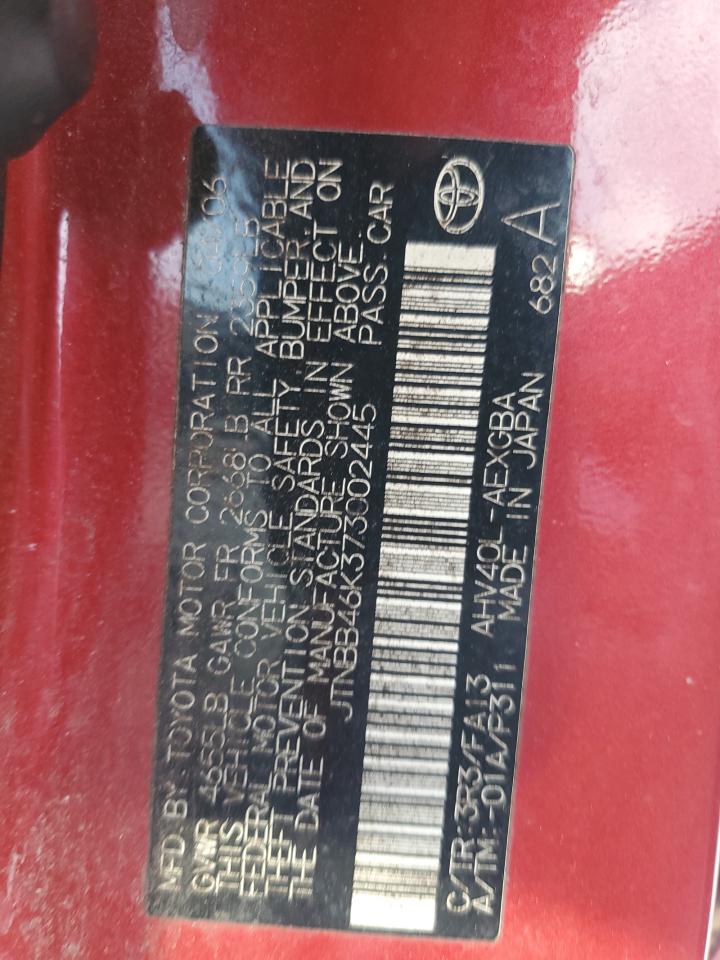 MFD. BY: TOYOTA MOTOR CORPORATION 04/06
GVWR 4655LB GAWR FR 2668LB RR 2359LB
THIS VEHICLE CONFORMS TO ALL APPLICABLE
FEDERAL MOTOR VEHICLE SAFETY, BUMPER, AND
THEFT PREVENTION STANDARDS IN EFFECT ON
THE DATE OF MANUFACTURE SHOWN ABOVE.
JTNBB46K373002445 PASS. CAR
C/TR: 3R3/FA13 AHV40L-AEXGBA 682
A/TM: -01A/P311 MADE IN JAPAN A